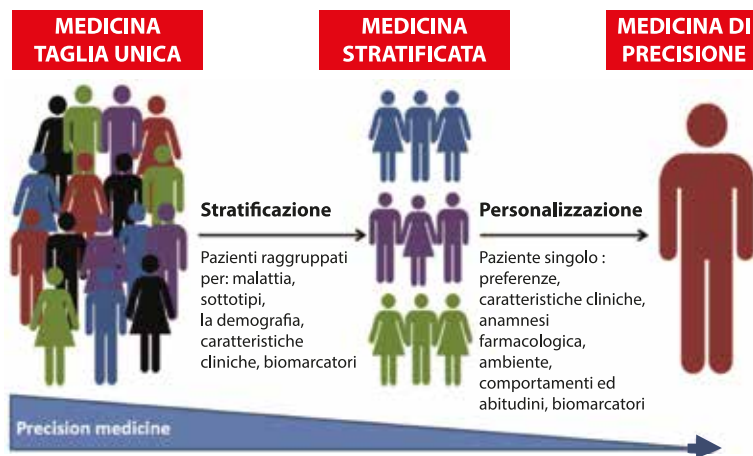 MEDICINA
TAGLIA UNICA
MEDICINA
STRATIFICATA
MEDICINA DI
PRECISIONE
Stratificazione
Pazienti raggruppati
per: malattia,
sottotipi,
la demografia,
caratteristiche
cliniche, biomarcatori
Personalizzazione
Paziente singolo :
preferenze,
caratteristiche cliniche,
anamnesi
farmacologica,
ambiente,
comportamenti ed
abitudini, biomarcatori
Precision medicine